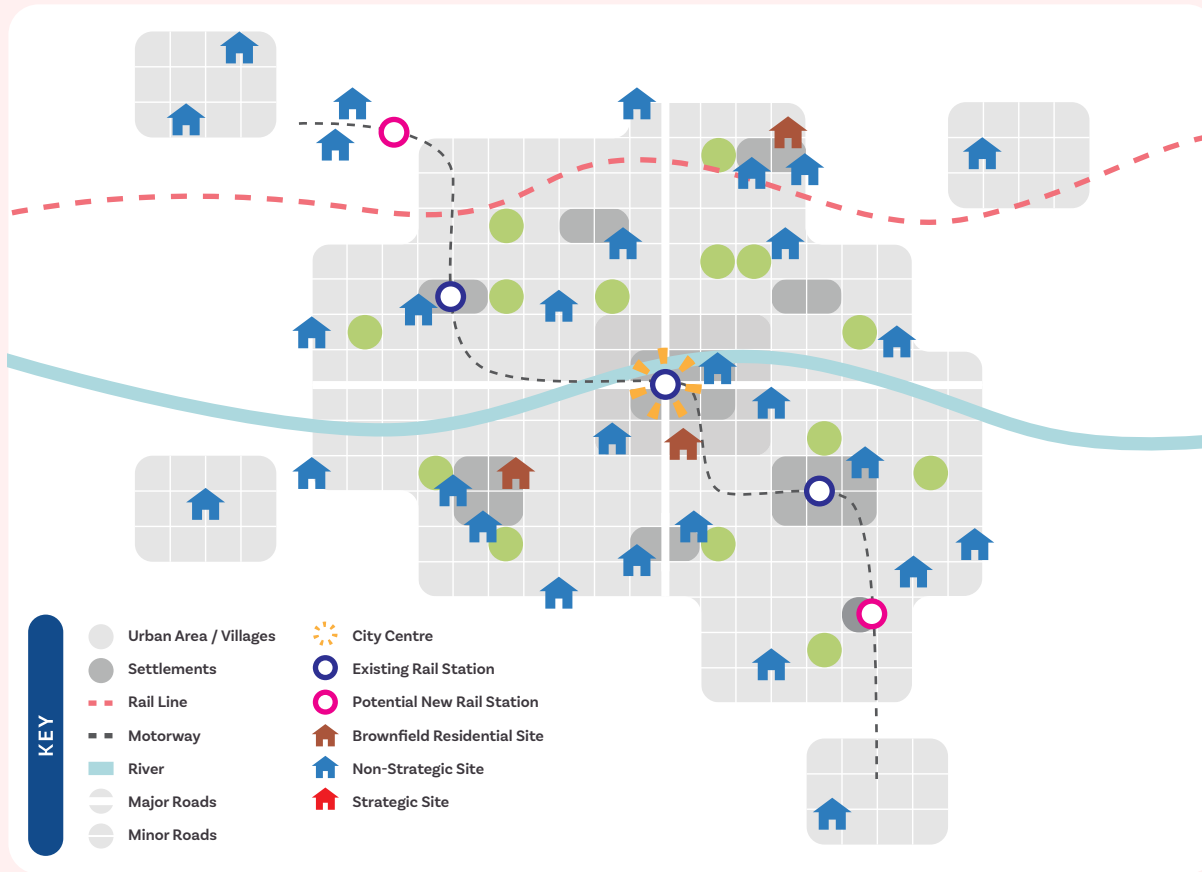 KEY
Urban Area / Villages
Settlements
Rail Line
Motorway
River
Major Roads
Minor Roads
City Centre
Existing Rail Station
Potential New Rail Station
Brownfield Residential Site
Non-Strategic Site
Strategic Site